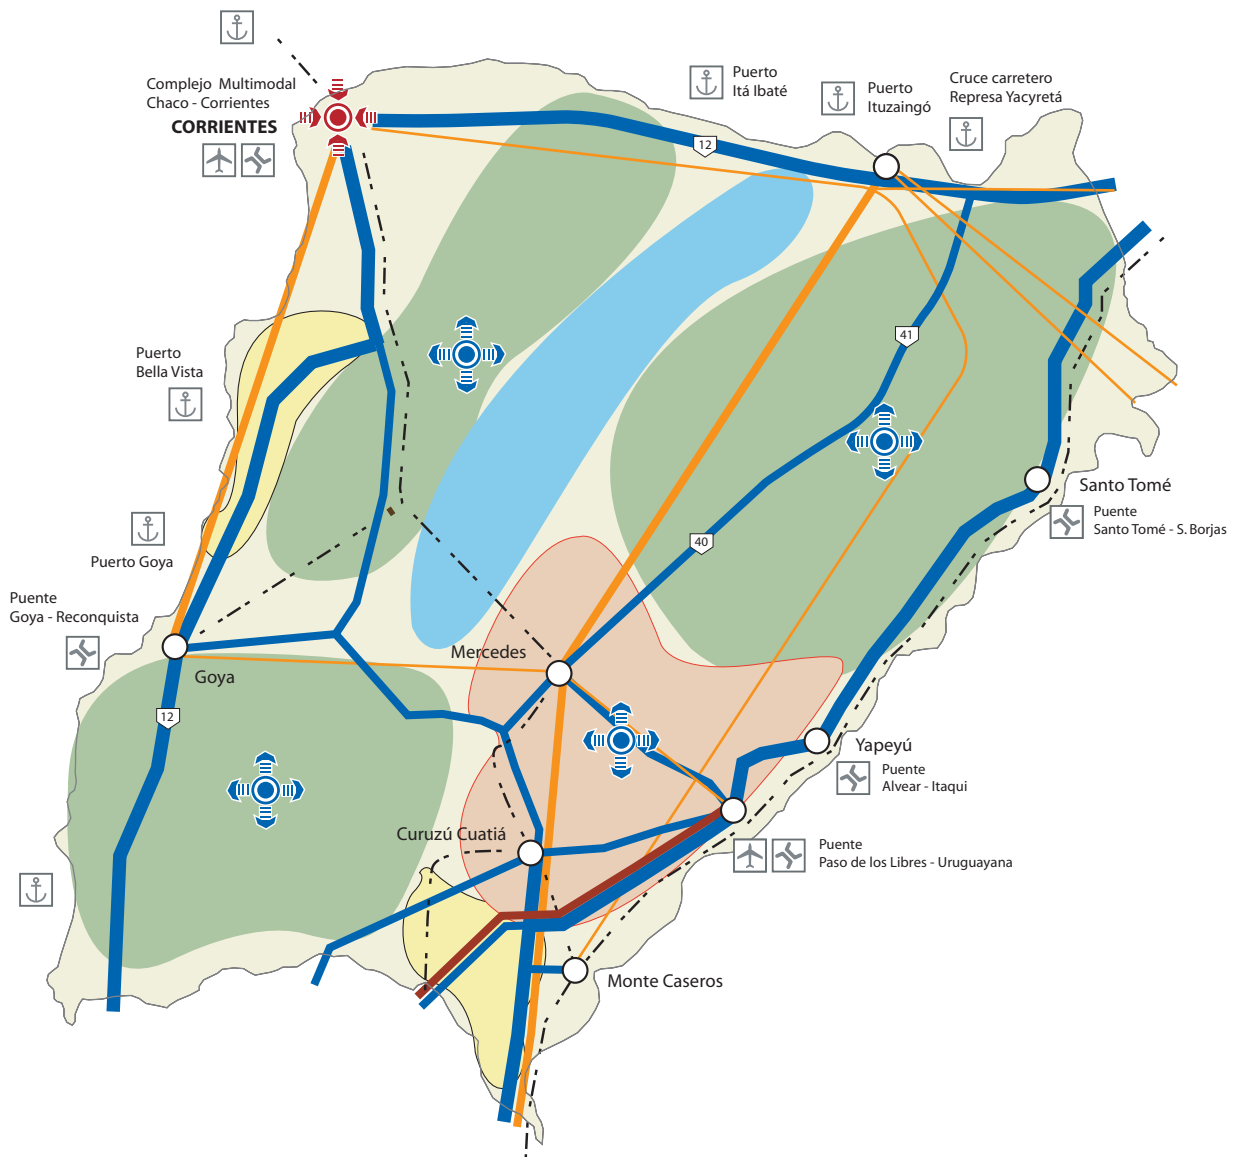 Complejo Multimodal
Chaco - Corrientes
CORRIENTES
Puerto
Itá Ibaté
Puerto
Ituzaingó
Cruce carretero
Represa Yacyretá
12
41
Puerto
Bella Vista
Santo Tomé
Puente
Santo Tomé - S. Borjas
40
Puerto Goya
Puente
Goya - Reconquista
Mercedes
Goya
12
Yapeyú
Puente
Alvear - Itaqui
Curuzú Cuatiá
Puente
Paso de los Libres - Uruguayana
Monte Caseros